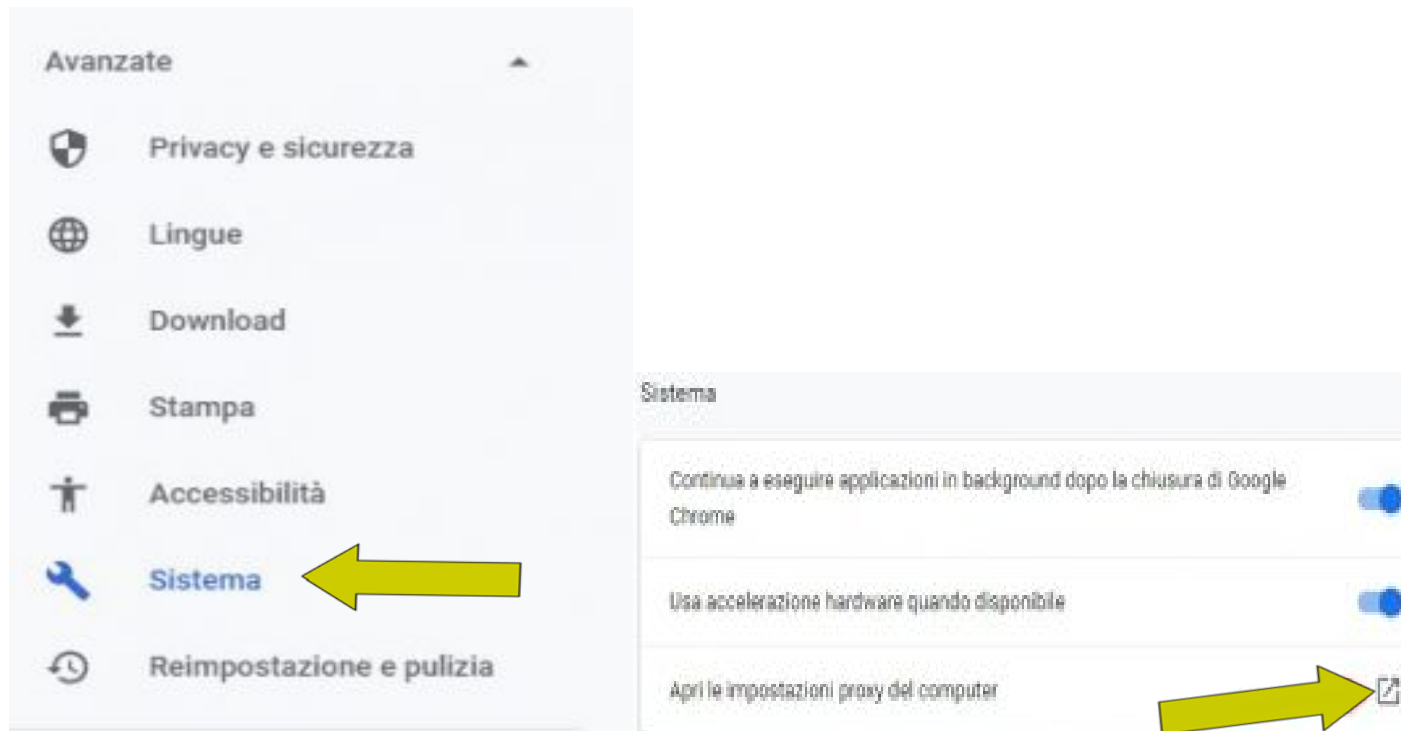 Avanzate
Privacy e sicurezza
Lingue
Download
Stampa
Accessibilità
Sistema
Reimpostazione e pulizia
Sistema
Continua a eseguire applicazioni in background dopo la chiusura di Google
Chrome
Usa accelerazione hardware quando disponibile
Apri le impostazioni proxy del computer